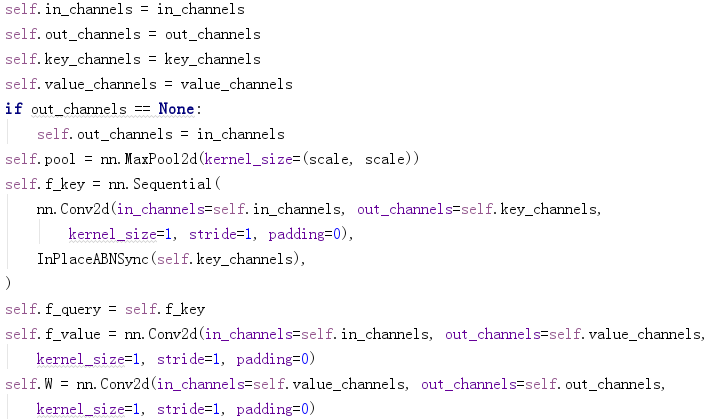 self.in_channels = in_channels
self.out_channels = out_channels
self.key_channels = key_channels
self.value_channels = value_channels
if out_channels == None:
    self.out_channels = in_channels
self.pool = nn.MaxPool2d(kernel_size=(scale, scale))
self.f_key = nn.Sequential(
    nn.Conv2d(in_channels=self.in_channels, out_channels=self.key_channels,
        kernel_size=1, stride=1, padding=0),
    InPlaceABNSync(self.key_channels),
)
self.f_query = self.f_key
self.f_value = nn.Conv2d(in_channels=self.in_channels, out_channels=self.value_channels,
    kernel_size=1, stride=1, padding=0)
self.W = nn.Conv2d(in_channels=self.value_channels, out_channels=self.out_channels,
    kernel_size=1, stride=1, padding=0)